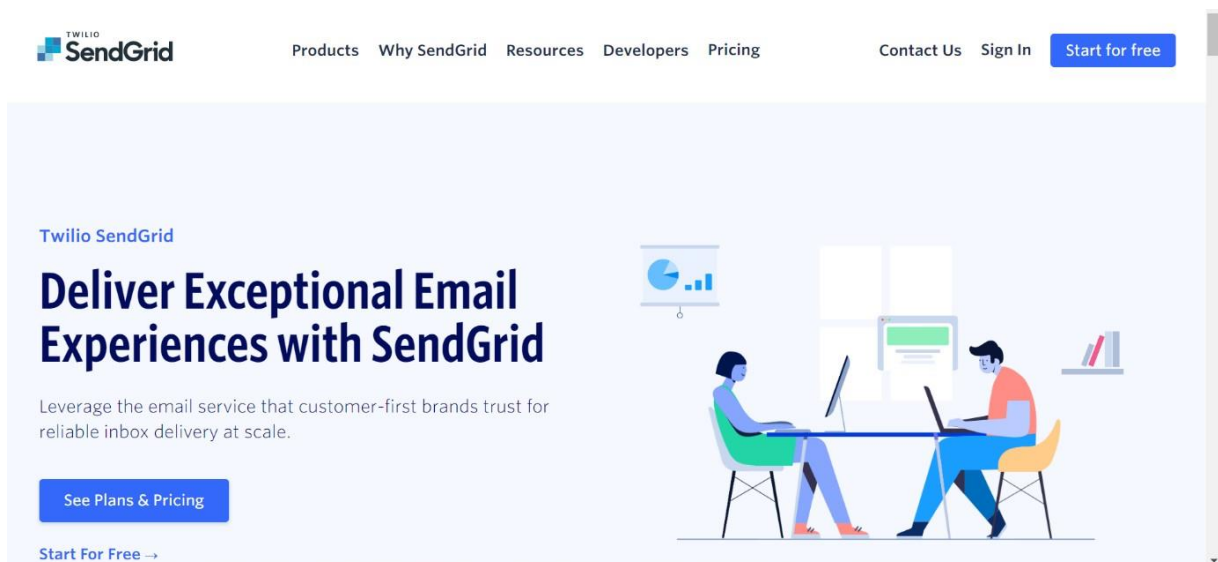 TWILIO
SendGrid
Products Why SendGrid Resources Developers Pricing Contact Us Sign In Start for free
Twilio SendGrid
Deliver Exceptional Email
Experiences with SendGrid
Leverage the email service that customer-first brands trust for
reliable inbox delivery at scale.
See Plans & Pricing
Start For Free →